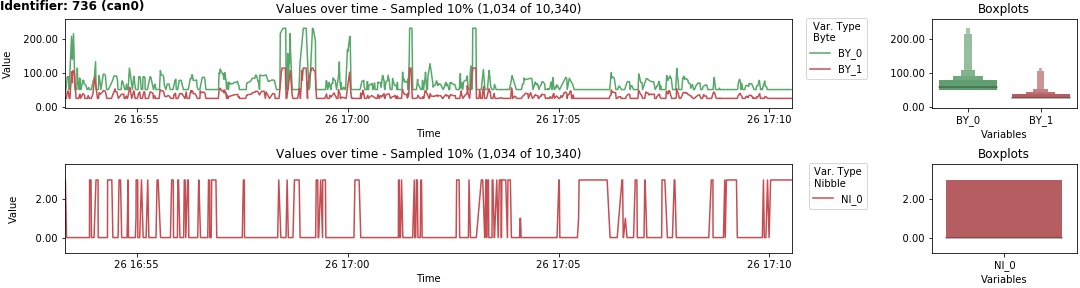 Identifier: 736 (can0)
Values over time - Sampled 10% (1,034 of 10,340)
Boxplots
Value
200.00
100.00
0.00
26 16:55
26 17:00
26 17:05
26 17:10
Time
Var. Type
Byte
BY_0
BY_1
200.00
100.00
0.00
BY_0
BY_1
Variables
Values over time - Sampled 10% (1,034 of 10,340)
Boxplots
Value
2.00
0.00
26 16:55
26 17:00
26 17:05
26 17:10
Time
Var. Type
Nibble
NI_0
2.00
0.00
NI_0
Variables